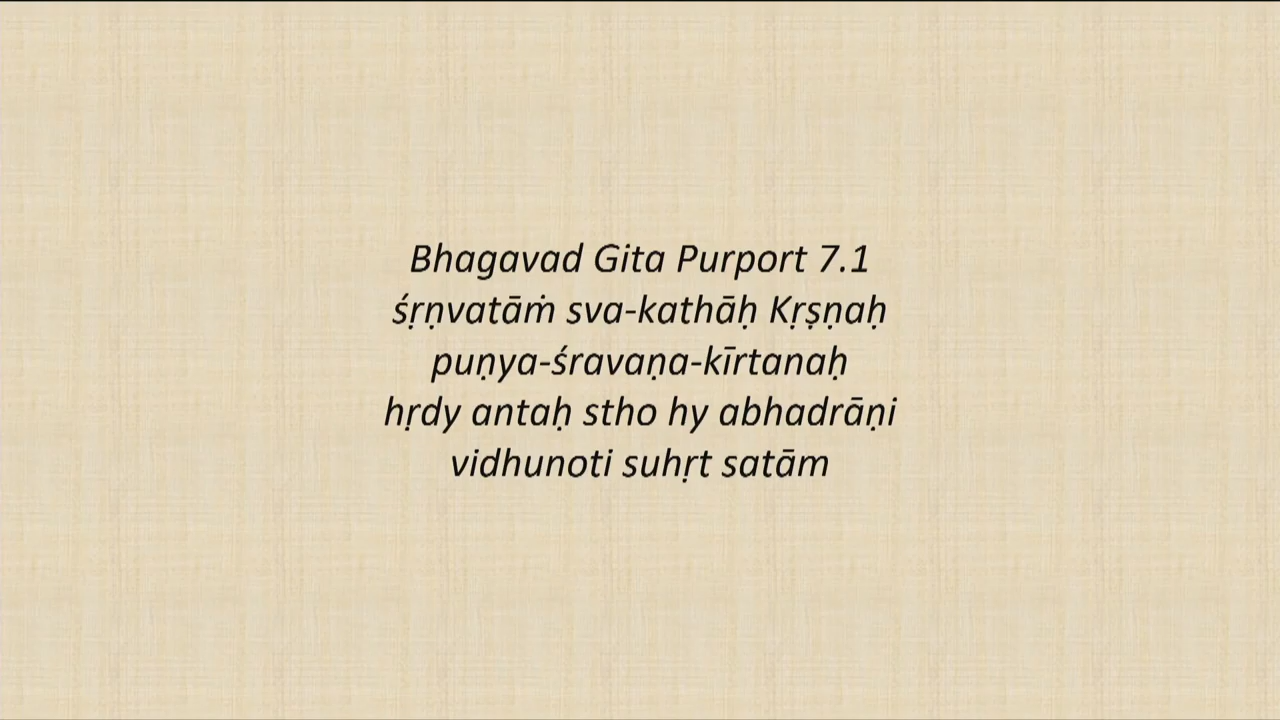 Bhagavad Gita Purport 7.1
śṛṇvatāṁ sva-kathāḥ Kṛṣṇaḥ
puṇya-śravaṇa-kīrtanaḥ
hṛdy antaḥ stho hy abhadrāṇi
vidhunoti suhṛt satām